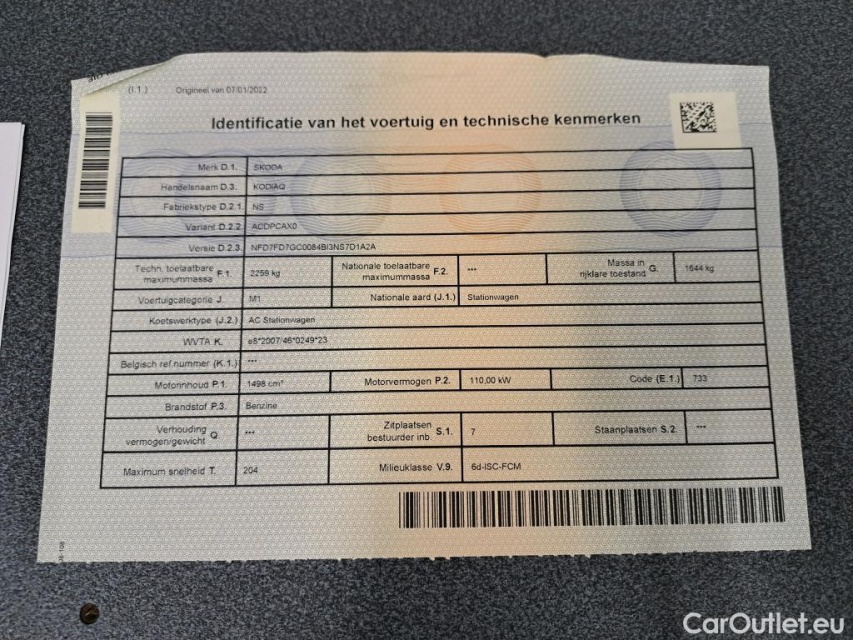 (I.1.) Origineel van 07/01/2022
Identificatie van het voertuig en technische kenmerken
Merk D.1. SKODA
Handelsnaam D.3. KODIAQ
Fabriekstype D.2.1. NS
Variant D.2.2. ACDPCAX0
Versie D.2.3. NFD7FD7GC0084BI3NS7D1A2A
Techn. toelaatbare maximummassa F.1. 2259 kg Nationale toelaatbare maximummassa F.2. *** Massa in rijklare toestand G. 1644 kg
Voertuigcategorie J. M1 Nationale aard (J.1.) Stationwagen
Koetswerktype (J.2.) AC Stationwagen
WVTA K. e8*2007/46*0249*23
Belgisch ref nummer (K.1.) ***
Motorinhoud P.1. 1498 cm³ Motorvermogen P.2. 110,00 kW Code (E.1.) 733
Brandstof P.3. Benzine
Verhouding vermogen/gewicht Q. *** Zitplaatsen bestuurder inb. S.1. 7 Staanplaatsen S.2. ***
Maximum snelheid T. 204 Milieuklasse V.9. 6d-ISC-FCM
CarOutlet.eu